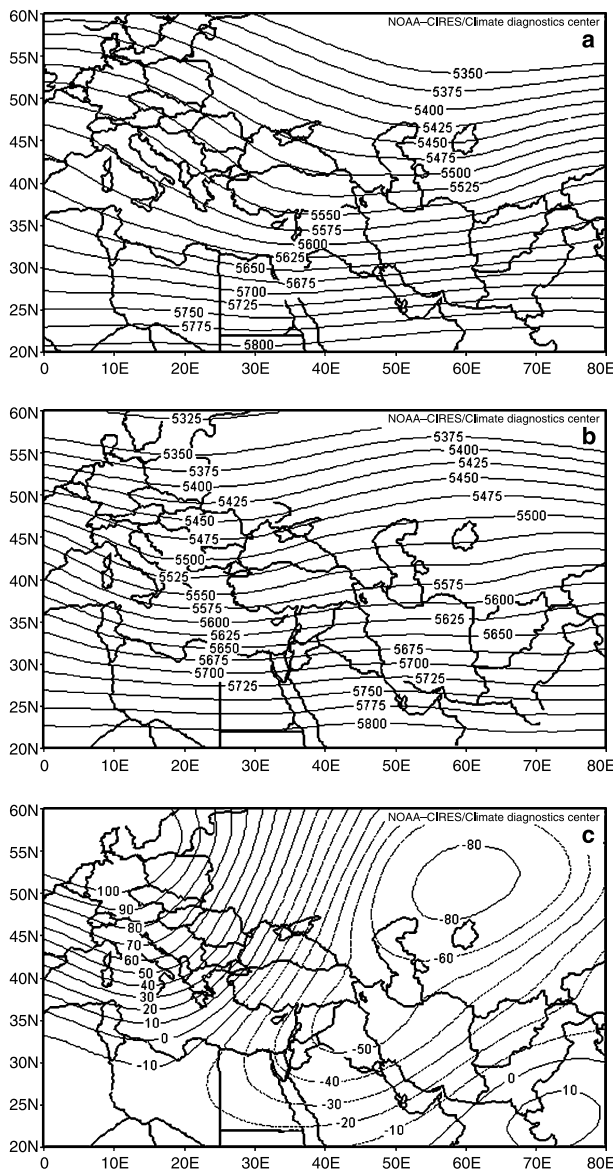 NOAA–CIRES/Climate diagnostics center
a
60N
55N
50N
45N
40N
35N
30N
25N
20N
5350
5375
5400
5425
5450
5475
5500
5525
5550
5575
5600
5625
5650
5675
5700
5725
5750
5775
5800
0 10E 20E 30E 40E 50E 60E 70E 80E
NOAA–CIRES/Climate diagnostics center
b
60N
55N
50N
45N
40N
35N
30N
25N
20N
5325
5350 5375
5375 5400
5400 5425
5425 5450
5450 5475
5475 5500
5500
5525 5575
5550 5600
5575 5625
5600 5650
5625
5650 5675
5675 5700
5700 5725
5725 5750
5775
5800
0 10E 20E 30E 40E 50E 60E 70E 80E
NOAA–CIRES/Climate diagnostics center
c
60N
55N
50N
45N
40N
35N
30N
25N
20N
-80
-80
-60
100
90
80
70
60
50
40
30
20
10
0
-10
-50
-40
-30
-20
-10
0
10
0 10E 20E 30E 40E 50E 60E 70E 80E